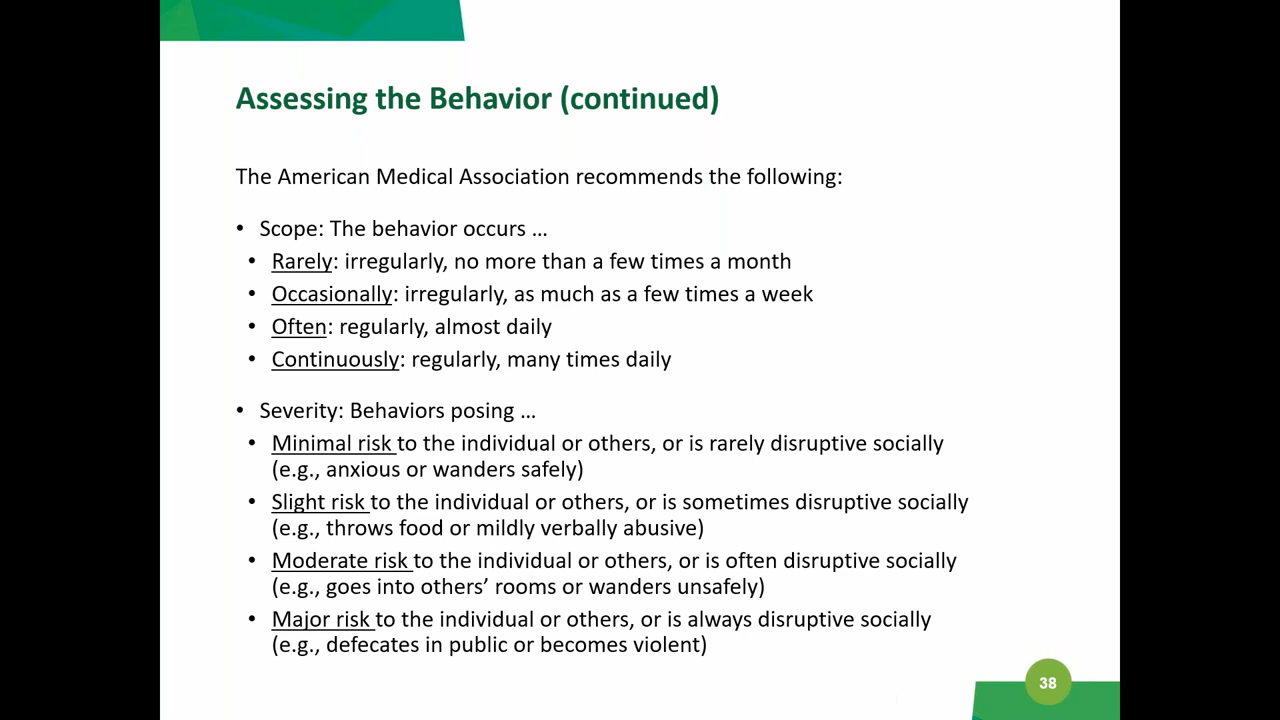 Assessing the Behavior (continued)
The American Medical Association recommends the following:
• Scope: The behavior occurs …
• Rarely: irregularly, no more than a few times a month
• Occasionally: irregularly, as much as a few times a week
• Often: regularly, almost daily
• Continuously: regularly, many times daily
• Severity: Behaviors posing …
• Minimal risk to the individual or others, or is rarely disruptive socially
(e.g., anxious or wanders safely)
• Slight risk to the individual or others, or is sometimes disruptive socially
(e.g., throws food or mildly verbally abusive)
• Moderate risk to the individual or others, or is often disruptive socially
(e.g., goes into others’ rooms or wanders unsafely)
• Major risk to the individual or others, or is always disruptive socially
(e.g., defecates in public or becomes violent)
38